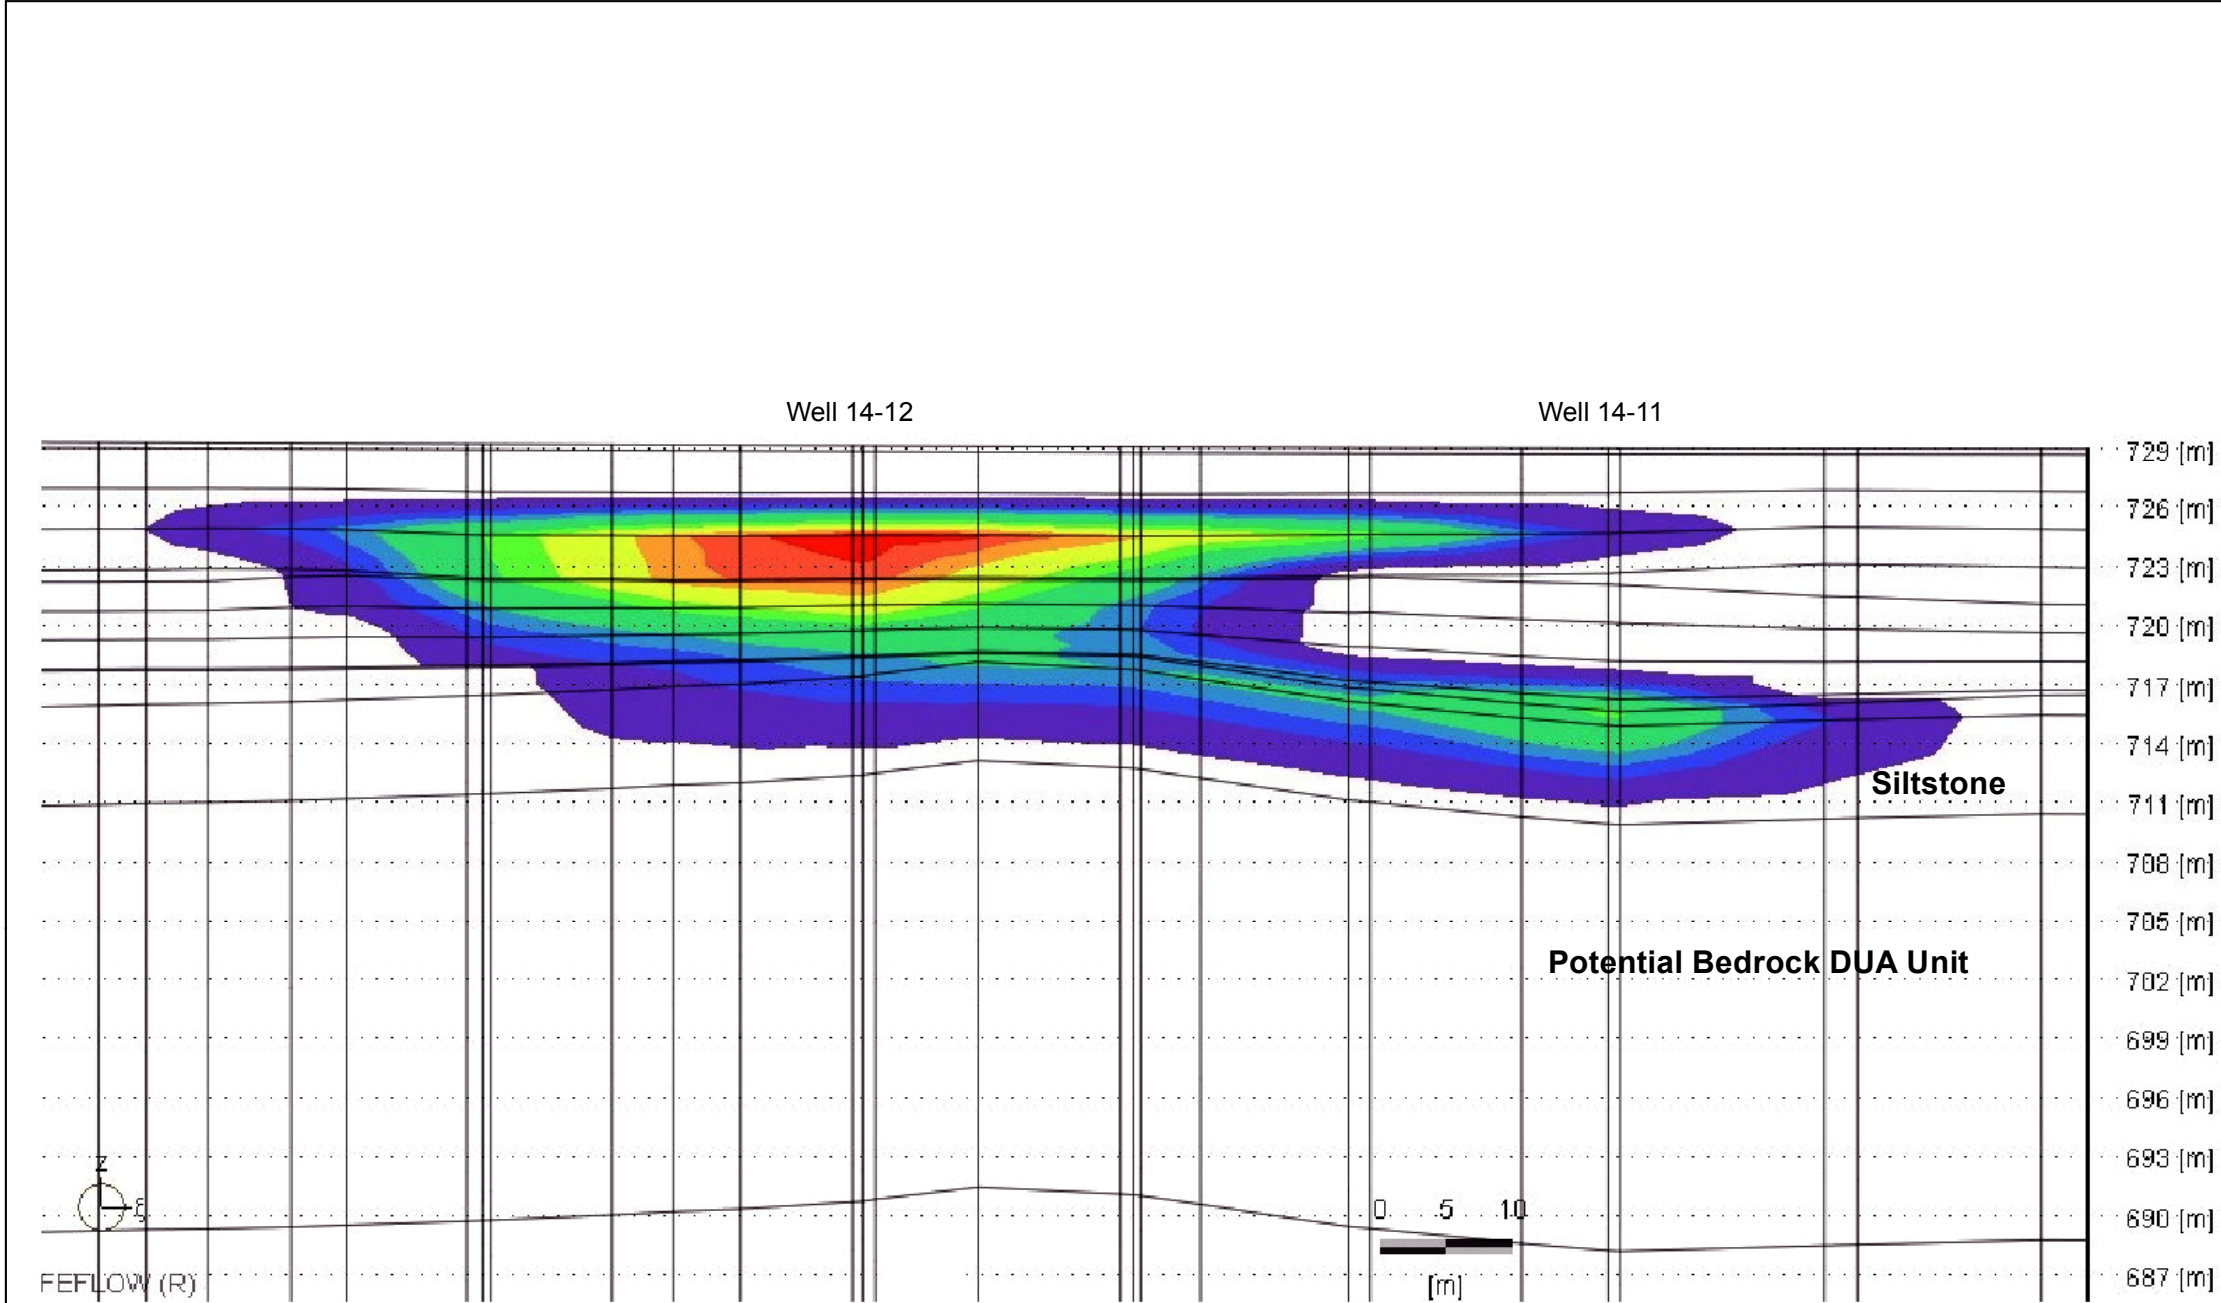 Well 14-12 Well 14-11
729 [m]
726 [m]
723 [m]
720 [m]
717 [m]
714 [m]
Siltstone
711 [m]
708 [m]
705 [m]
Potential Bedrock DUA Unit
702 [m]
699 [m]
696 [m]
693 [m]
Z
0 5 10
690 [m]
FEFLOW (R)
[m]
687 [m]